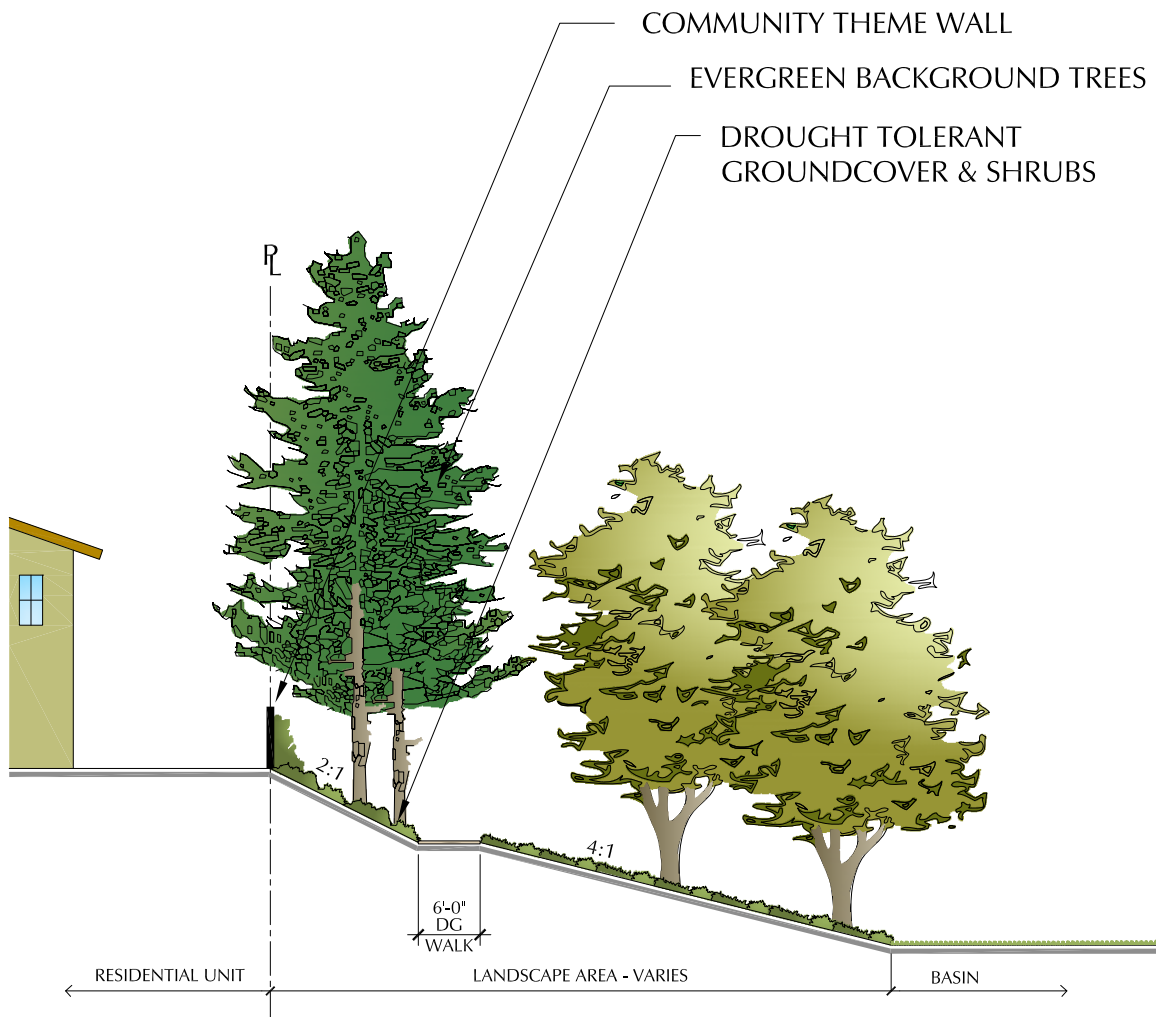 COMMUNITY THEME WALL
EVERGREEN BACKGROUND TREES
DROUGHT TOLERANT
GROUNDCOVER & SHRUBS
PL
2:1
4:1
6'-0"
DG
WALK
RESIDENTIAL UNIT
LANDSCAPE AREA - VARIES
BASIN